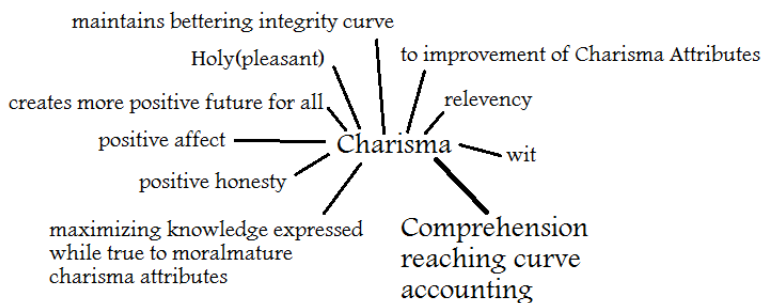 maintains bettering integrity curve
Holy(pleasant)
to improvement of Charisma Attributes
creates more positive future for all
relevency
positive affect
Charisma
wit
positive honesty
maximizing knowledge expressed
while true to moralmature
charisma attributes
Comprehension
reaching curve
accounting